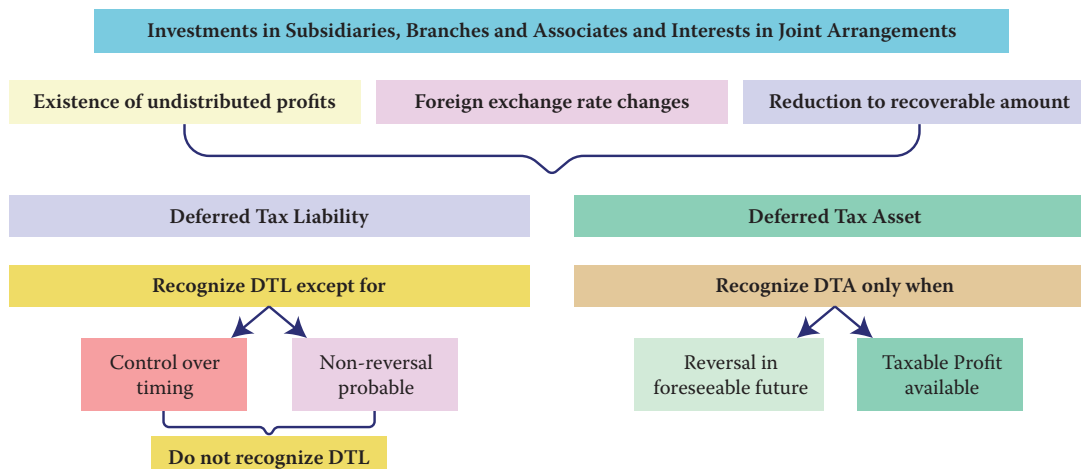 Investments in Subsidiaries, Branches and Associates and Interests in Joint Arrangements
Existence of undistributed profits
Foreign exchange rate changes
Reduction to recoverable amount
Deferred Tax Liability
Deferred Tax Asset
Recognize DTL except for
Recognize DTA only when
Control over
timing
Non-reversal
probable
Reversal in
foreseeable future
Taxable Profit
available
Do not recognize DTL